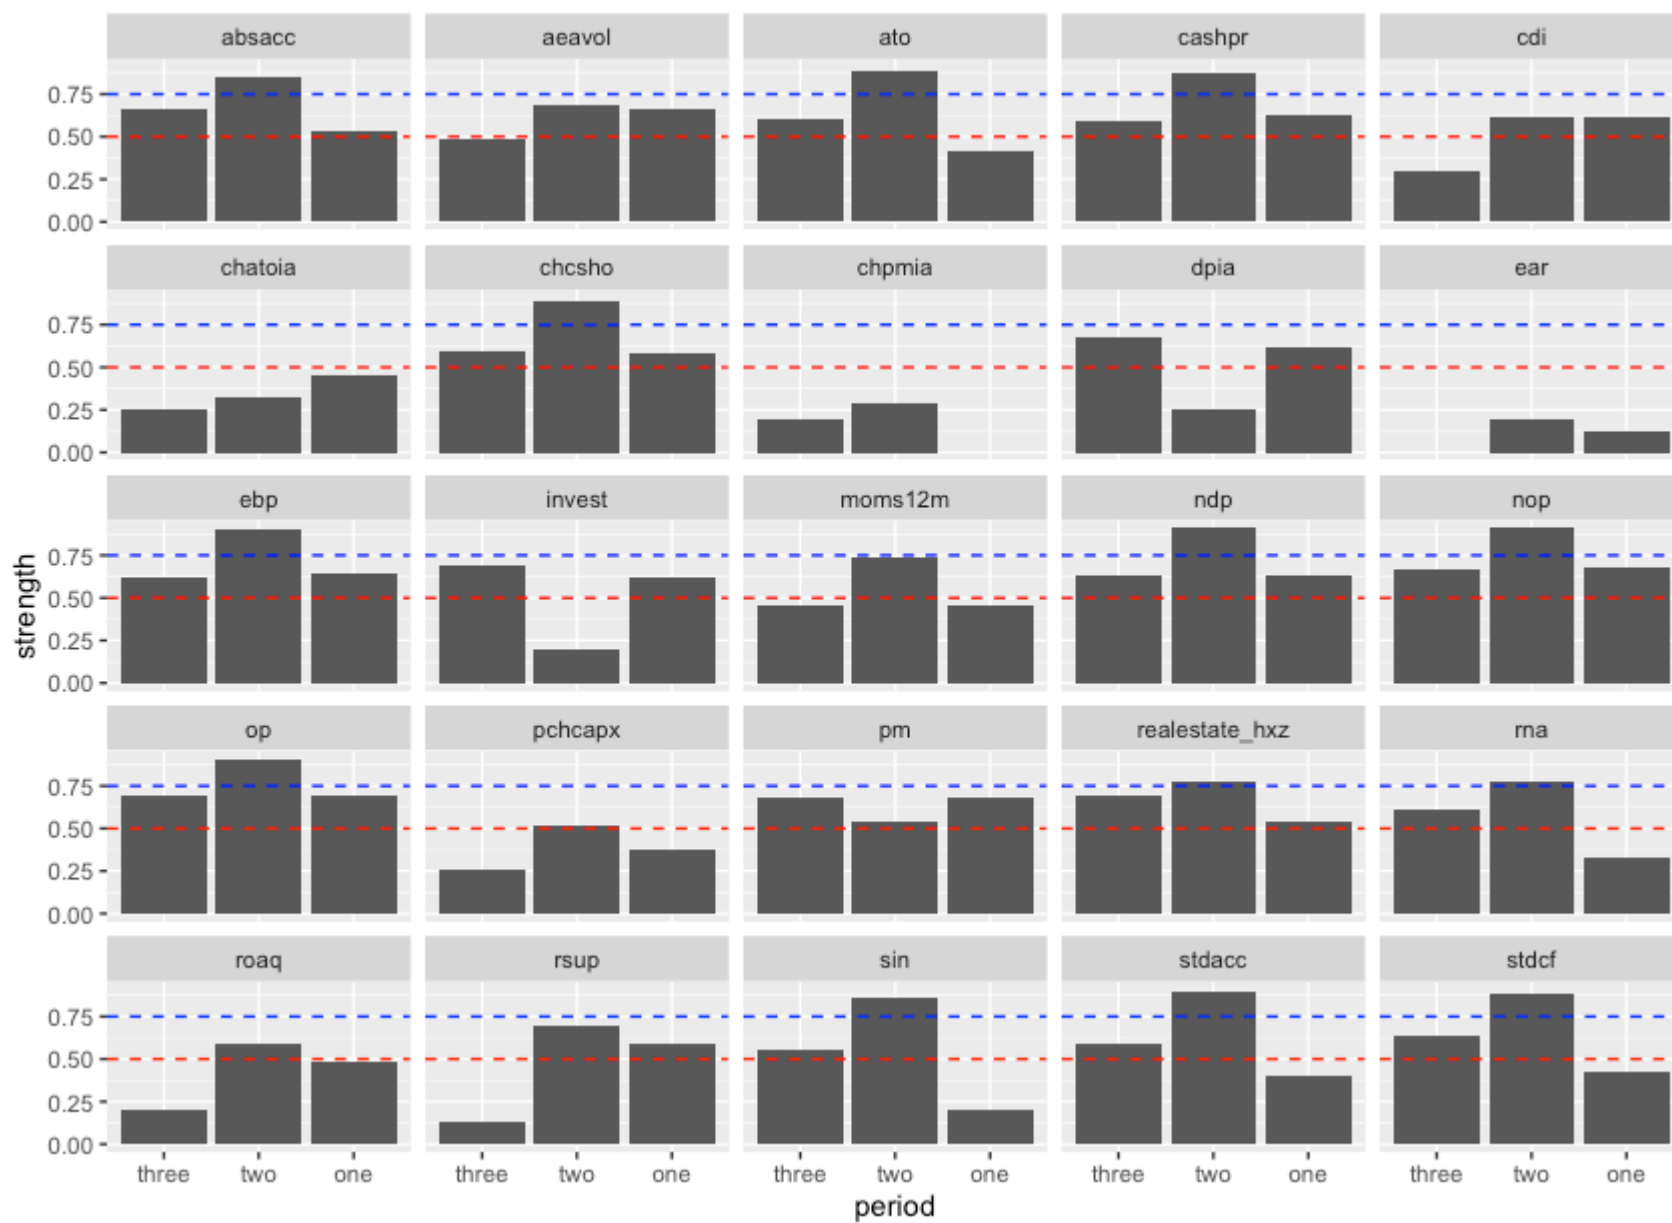 absacc aeavol ato cashpr cdi
0.75
0.50
0.25
0.00
chatoia chcsho chpmia dpia ear
0.75
0.50
0.25
0.00
ebp invest moms12m ndp nop
0.75
0.50
0.25
0.00
strength
op pchcapx pm realestate_hxz rna
0.75
0.50
0.25
0.00
roaq rsup sin stdacc stdcf
0.75
0.50
0.25
0.00
three two one three two one three two one three two one three two one
period